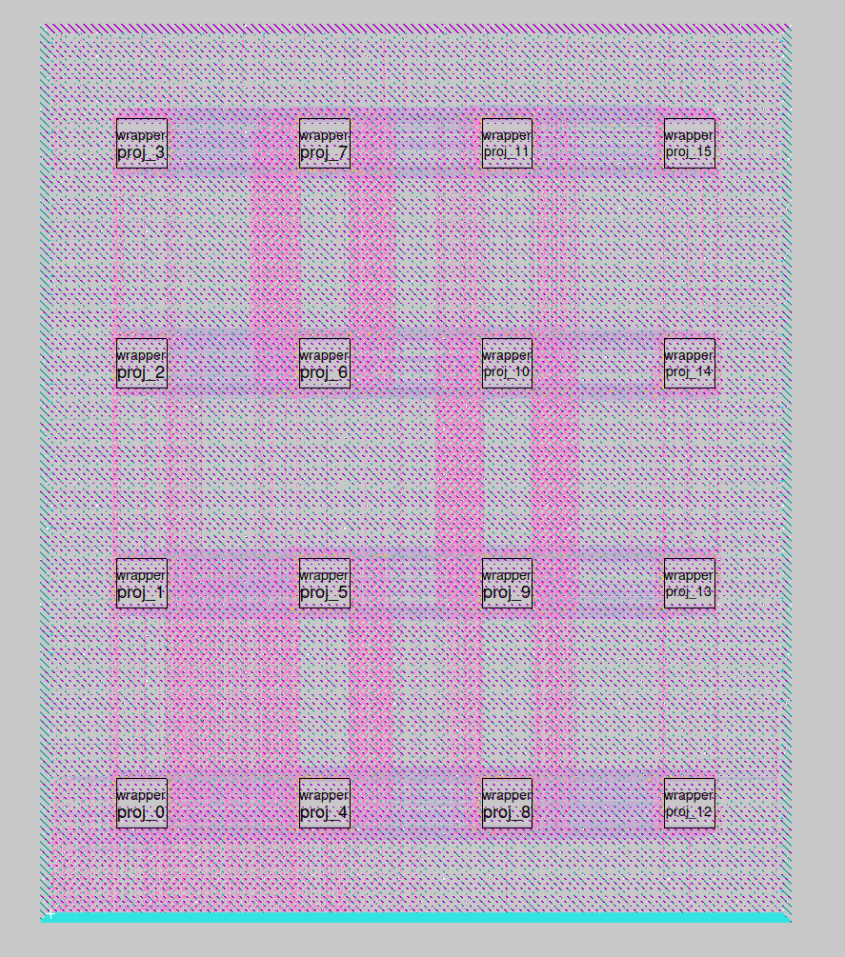 wrapper
proj_3
wrapper
proj_7
wrapper
proj_11
wrapper
proj_15
wrapper
proj_2
wrapper
proj_6
wrapper
proj_10
wrapper
proj_14
wrapper
proj_1
wrapper
proj_5
wrapper
proj_9
wrapper
proj_13
wrapper
proj_0
wrapper
proj_4
wrapper
proj_8
wrapper
proj_12